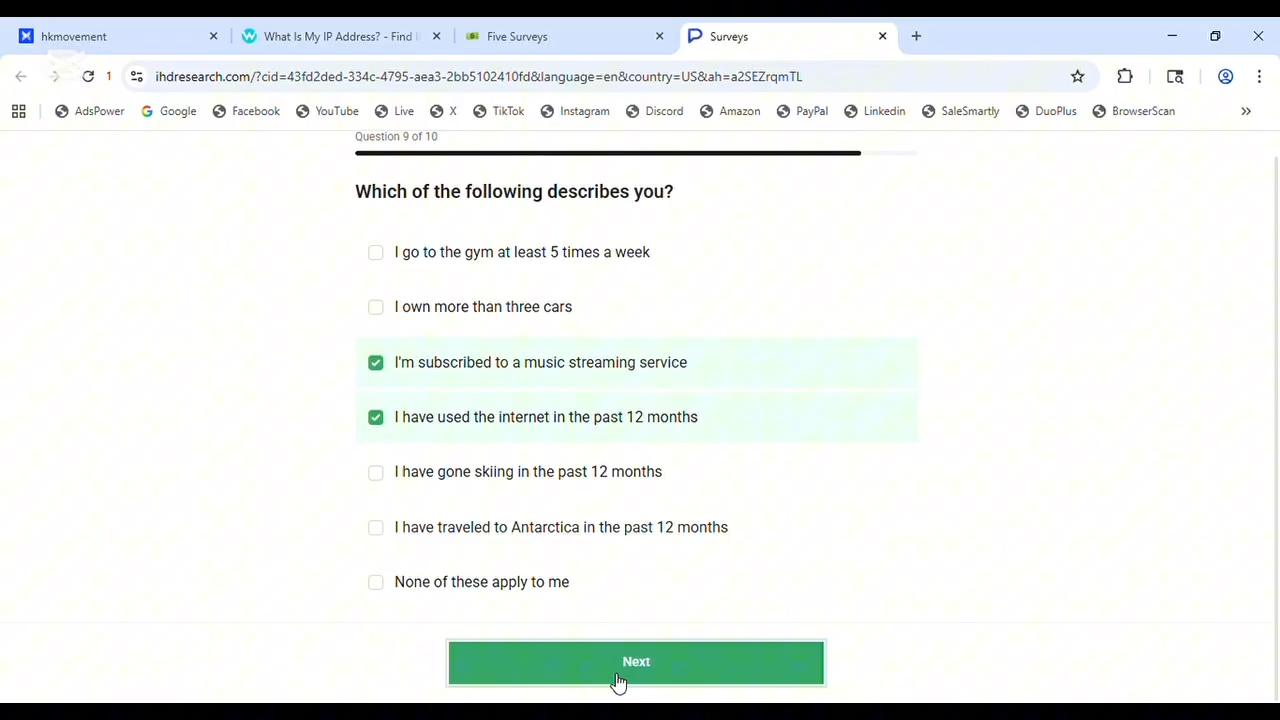 hkmovement
What Is My IP Address? - Find
Five Surveys
Surveys
1
ihdresearch.com/?cid=43fd2ded-334c-4795-aea3-2bb5102410fd&language=en&country=US&ah=a2SEZrqmTL
AdsPower
Google
Facebook
YouTube
Live
X
TikTok
Instagram
Discord
Amazon
PayPal
Linkedin
SaleSmartly
DuoPlus
BrowserScan
Question 9 of 10
Which of the following describes you?
I go to the gym at least 5 times a week
I own more than three cars
I'm subscribed to a music streaming service
I have used the internet in the past 12 months
I have gone skiing in the past 12 months
I have traveled to Antarctica in the past 12 months
None of these apply to me
Next